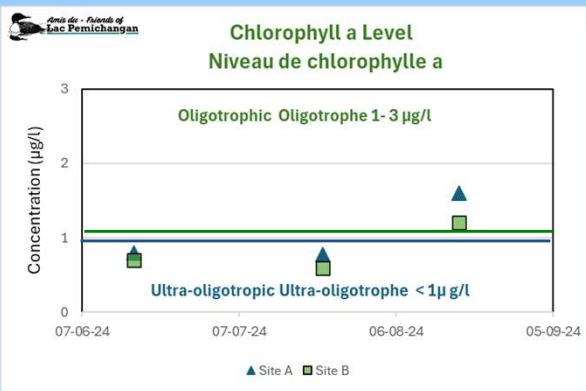 Amis du - Friends of
Lac Pemichangan
Chlorophyll a Level
Niveau de chlorophylle a
Concentration (µg/l)
3
Oligotrophic Oligotrophe 1- 3 µg/l
2
1
Ultra-oligotropic Ultra-oligotrophe < 1µ g/l
0
07-06-24 07-07-24 06-08-24 05-09-24
Site A Site B